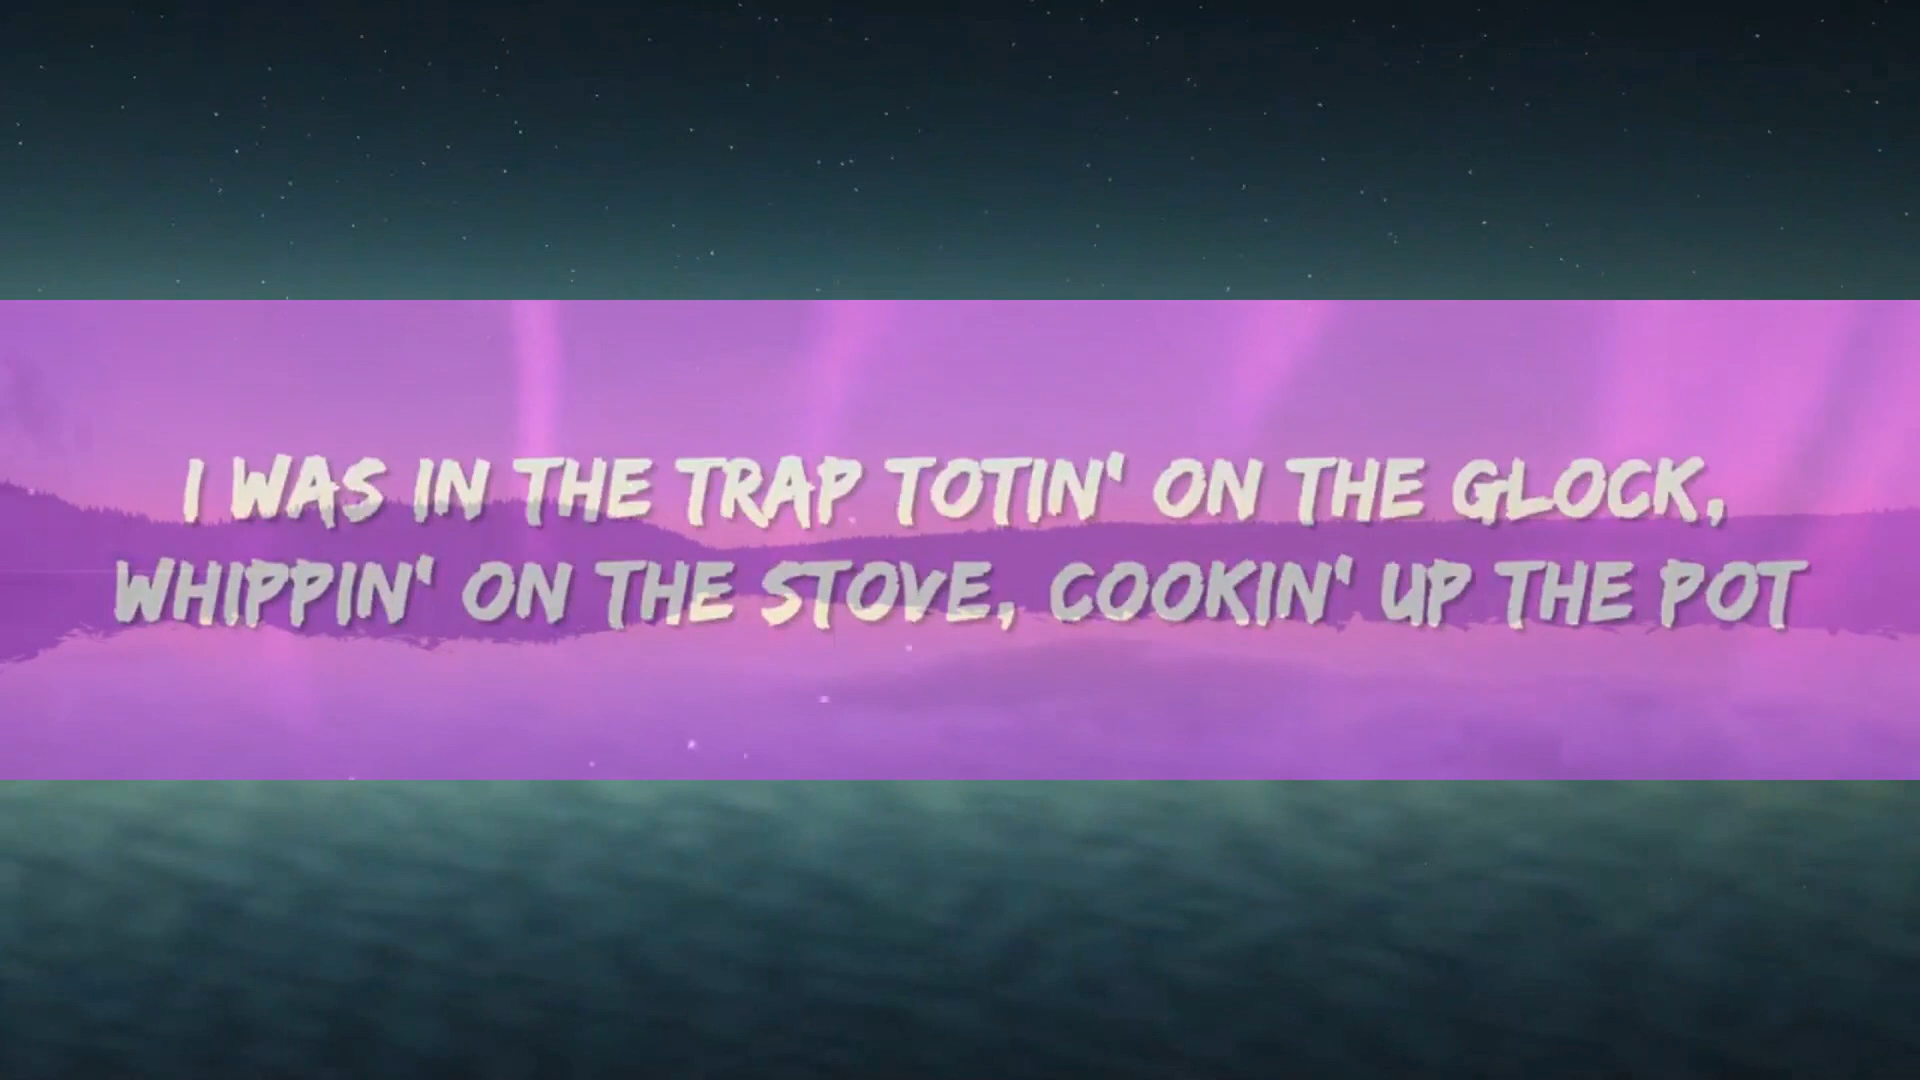 I WAS IN THE TRAP TOTIN' ON THE GLOCK,
WHIPPIN' ON THE STOVE, COOKIN' UP THE POT